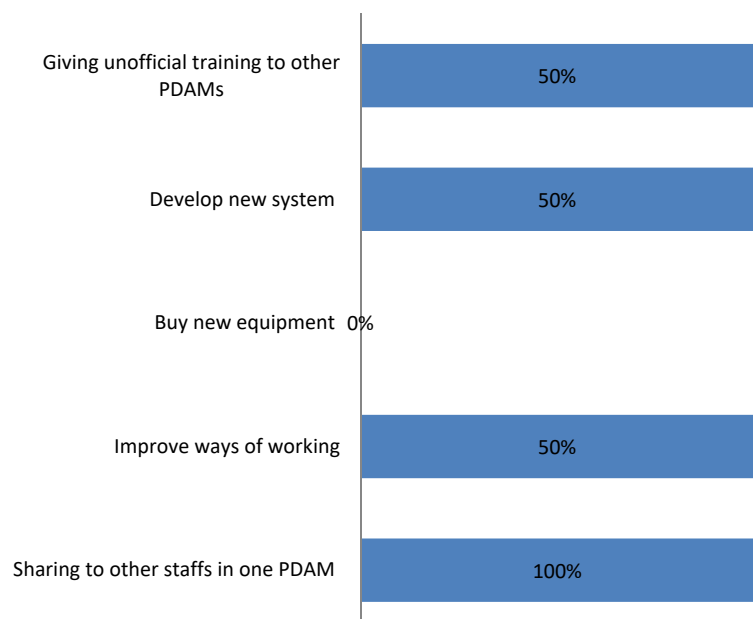 Giving unofficial training to other
PDAMs
50%
Develop new system
50%
Buy new equipment
0%
Improve ways of working
50%
Sharing to other staffs in one PDAM
100%